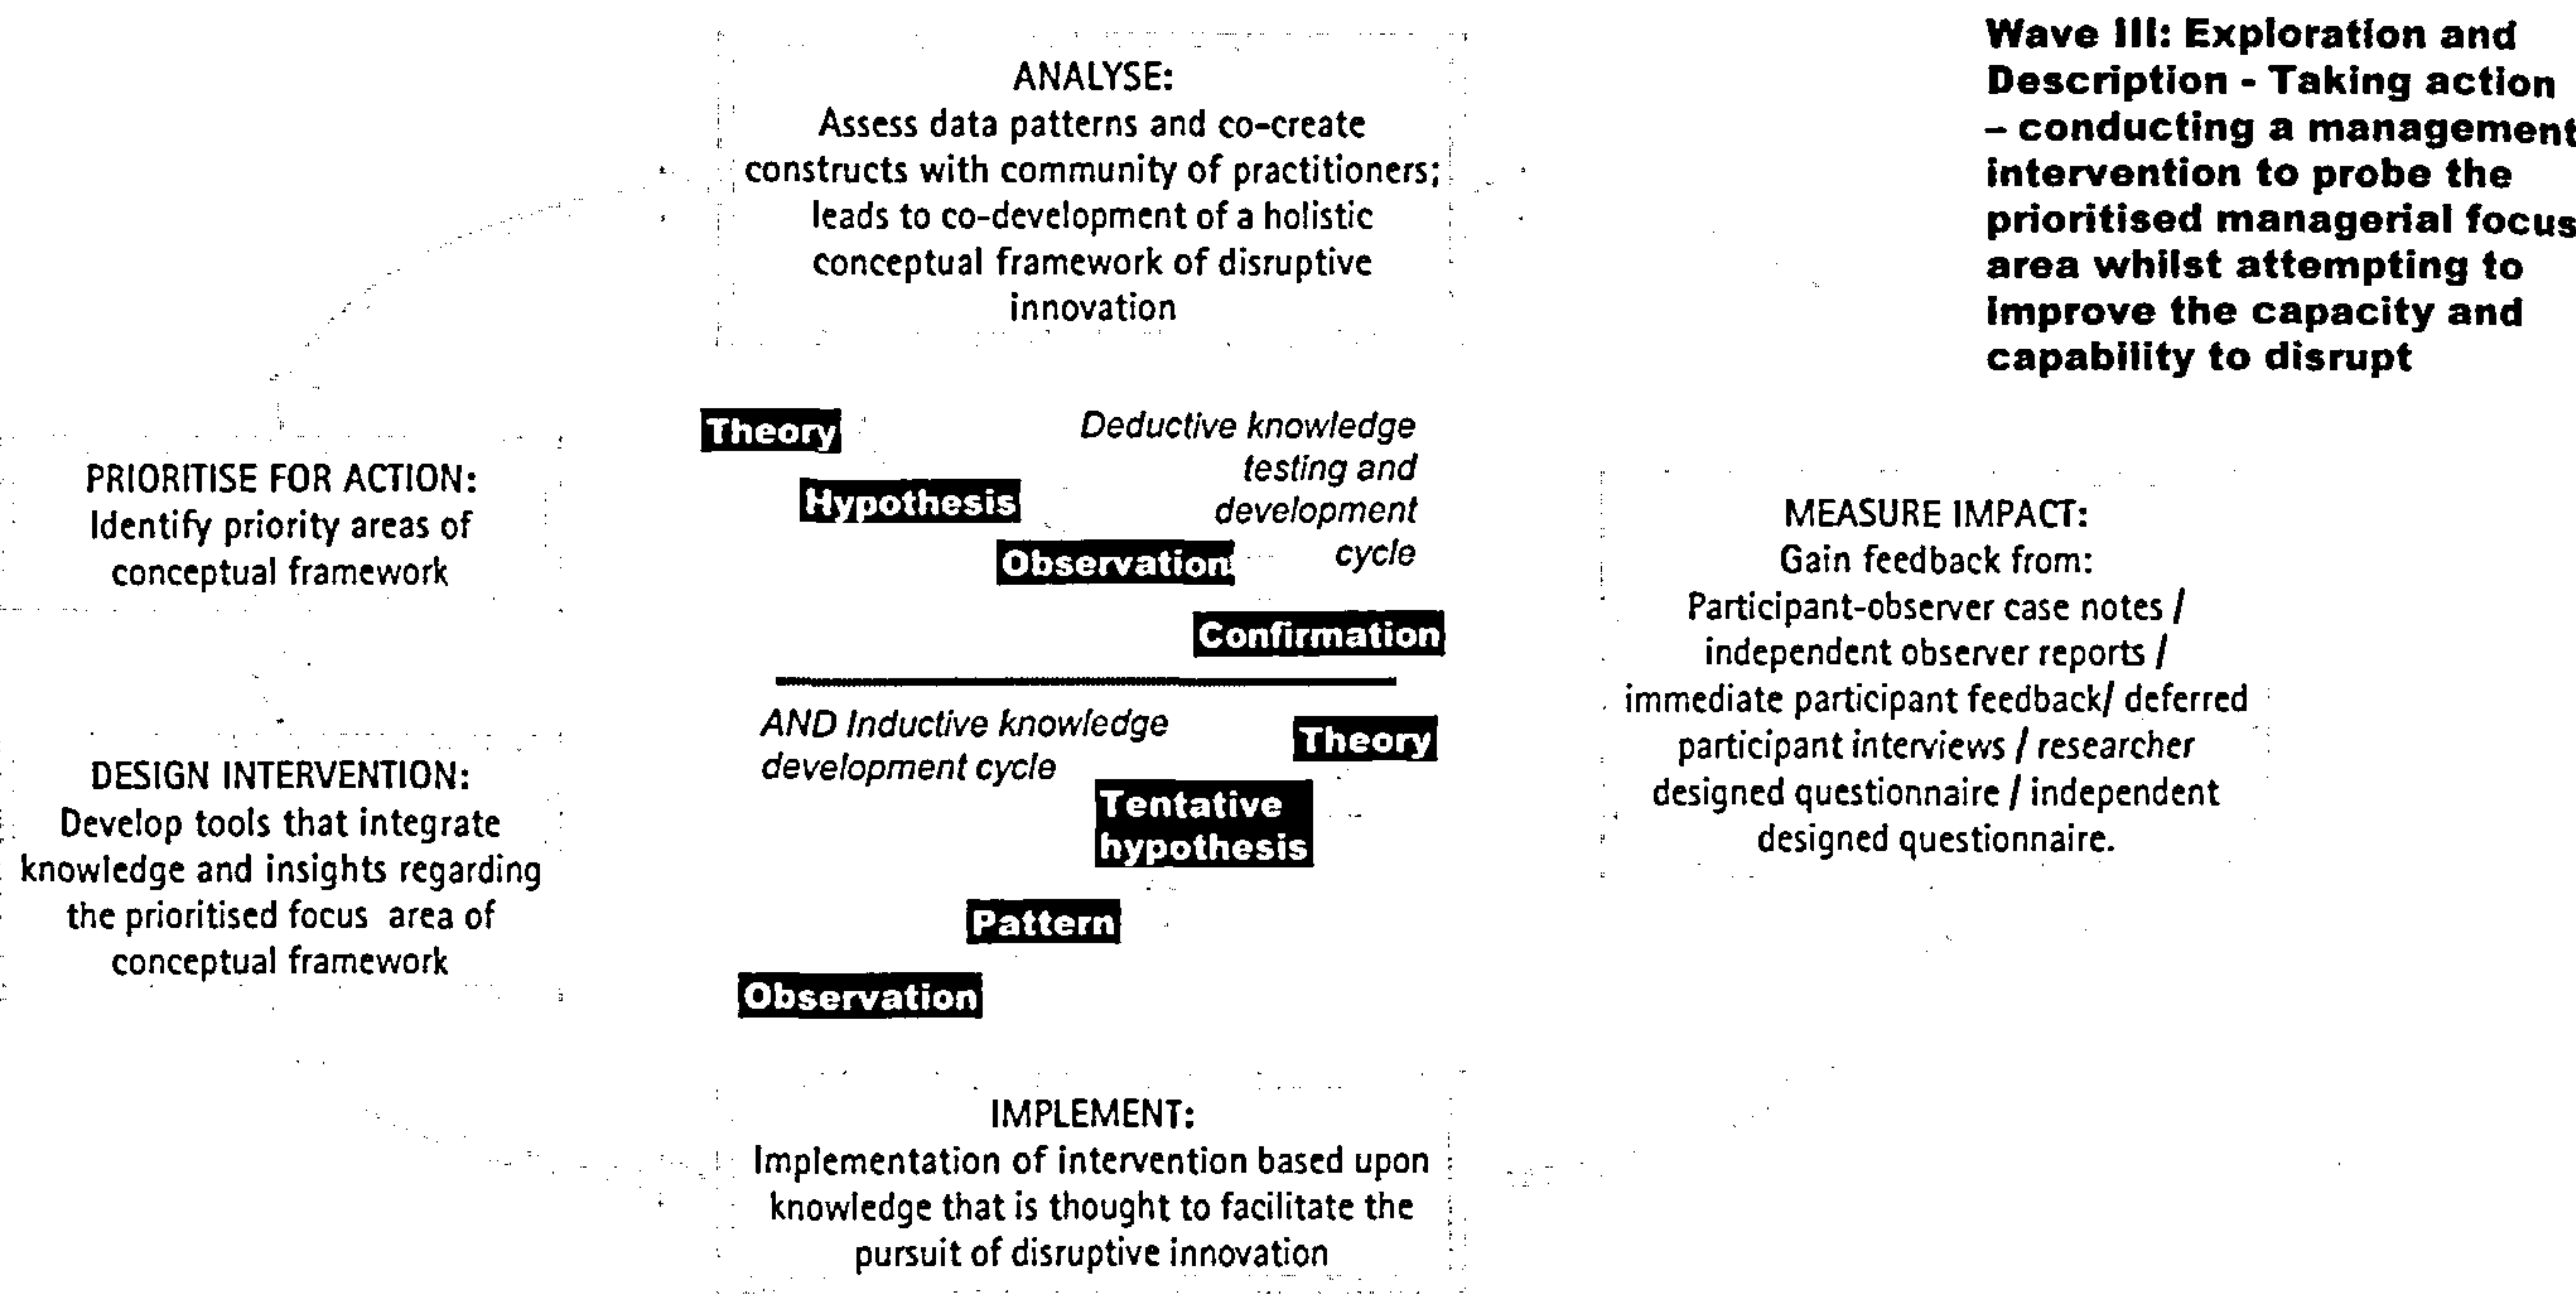 Wave III: Exploration and
Description - Taking action
– conducting a management
intervention to probe the
prioritised managerial focus
area whilst attempting to
improve the capacity and
capability to disrupt
ANALYSE:
Assess data patterns and co-create
constructs with community of practitioners;
leads to co-development of a holistic
conceptual framework of disruptive
innovation
PRIORITISE FOR ACTION:
Identify priority areas of
conceptual framework
DESIGN INTERVENTION:
Develop tools that integrate
knowledge and insights regarding
the prioritised focus area of
conceptual framework
Theory
Hypothesis
Observation
Confirmation
Deductive knowledge
testing and
development
cycle
AND Inductive knowledge
development cycle
Theory
Tentative
hypothesis
Pattern
Observation
MEASURE IMPACT:
Gain feedback from:
Participant-observer case notes /
independent observer reports /
immediate participant feedback/ deferred
participant interviews / researcher
designed questionnaire / independent
designed questionnaire.
IMPLEMENT:
Implementation of intervention based upon
knowledge that is thought to facilitate the
pursuit of disruptive innovation